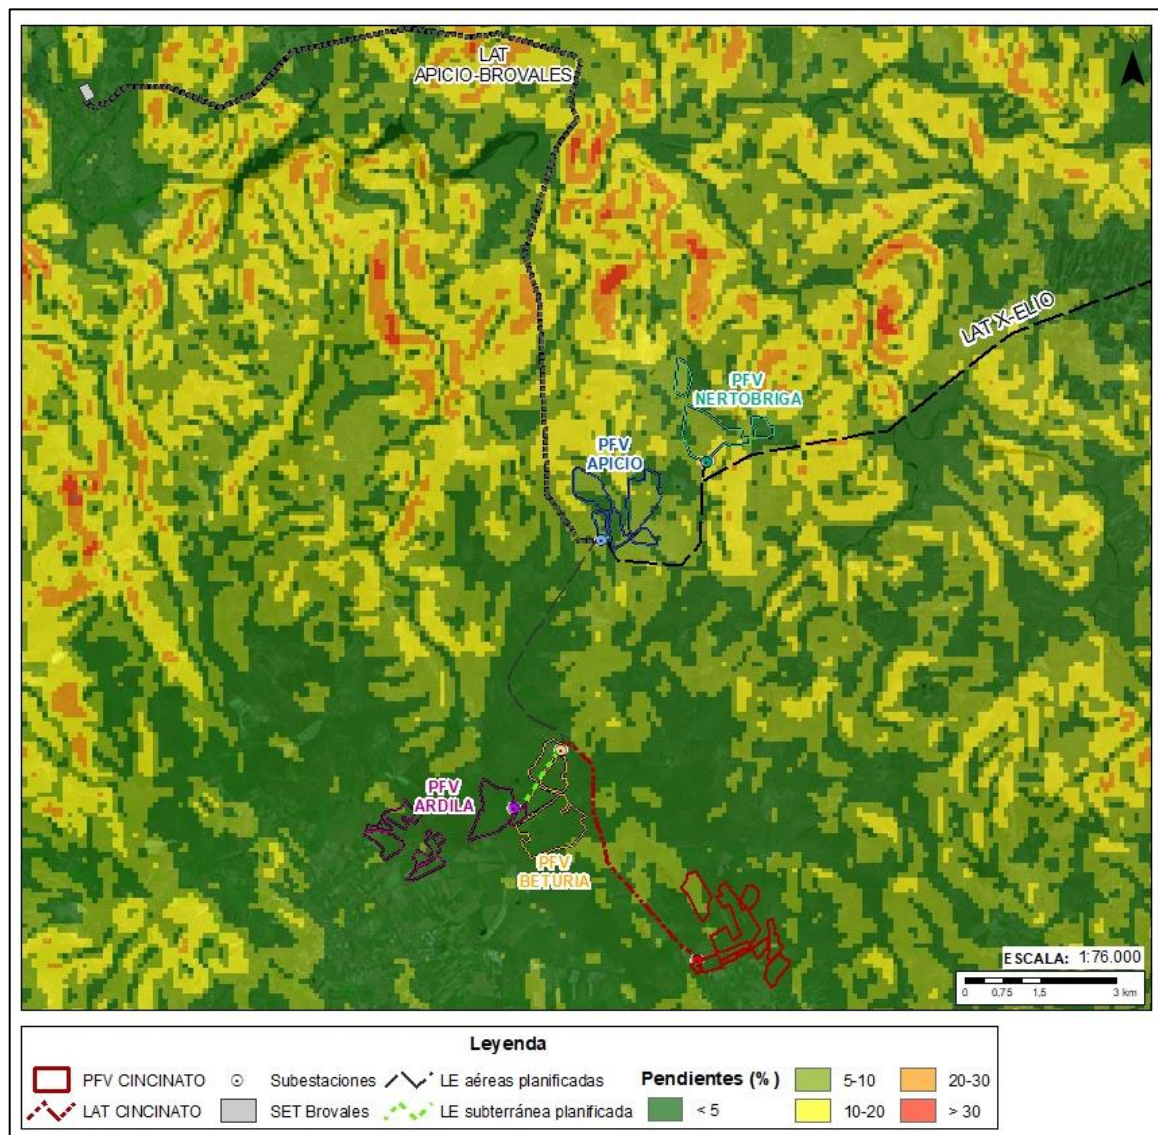 N
LAT
APICIO-BROVALES
LAT X-ELIO
PFV
NERTOBRIGA
PFV
APICIO
PFV
ARDILA
PFV
BETURIA
ESCALA: 1:76.000
0 0,75 1,5 3 km
Leyenda
PFV CINCINATO
Subestaciones
LE aéreas planificadas
Pendientes (%)
5-10
20-30
LAT CINCINATO
SET Brovales
LE subterránea planificada
< 5
10-20
> 30